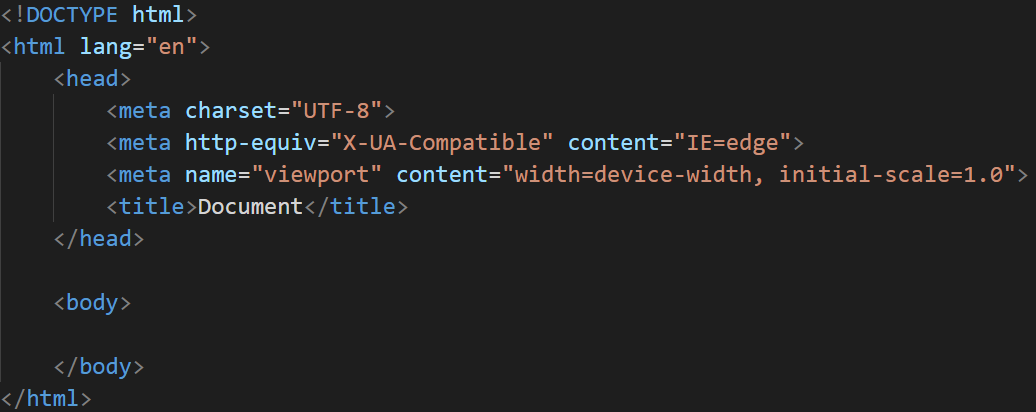 <!DOCTYPE html>
<html lang="en">
    <head>
        <meta charset="UTF-8">
        <meta http-equiv="X-UA-Compatible" content="IE=edge">
        <meta name="viewport" content="width=device-width, initial-scale=1.0">
        <title>Document</title>
    </head>

    <body>

    </body>
</html>